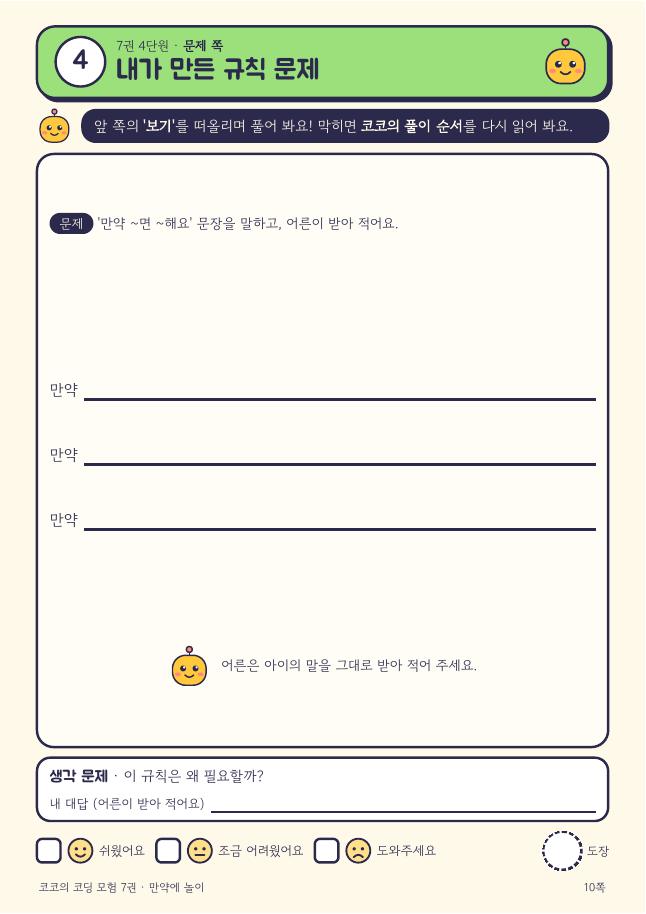 4
7권 4단원 · 문제 쪽
내가 만든 규칙 문제
앞 쪽의 '보기'를 떠올리며 풀어 봐요! 막히면 코코의 풀이 순서를 다시 읽어 봐요.
문제 '만약 ~면 ~해요' 문장을 말하고, 어른이 받아 적어요.
만약
만약
만약
어른은 아이의 말을 그대로 받아 적어 주세요.
생각 문제 · 이 규칙은 왜 필요할까?
내 대답 (어른이 받아 적어요)
쉬웠어요 조금 어려웠어요 도와주세요 도장
코코의 코딩 모험 7권 · 만약에 놀이 10쪽